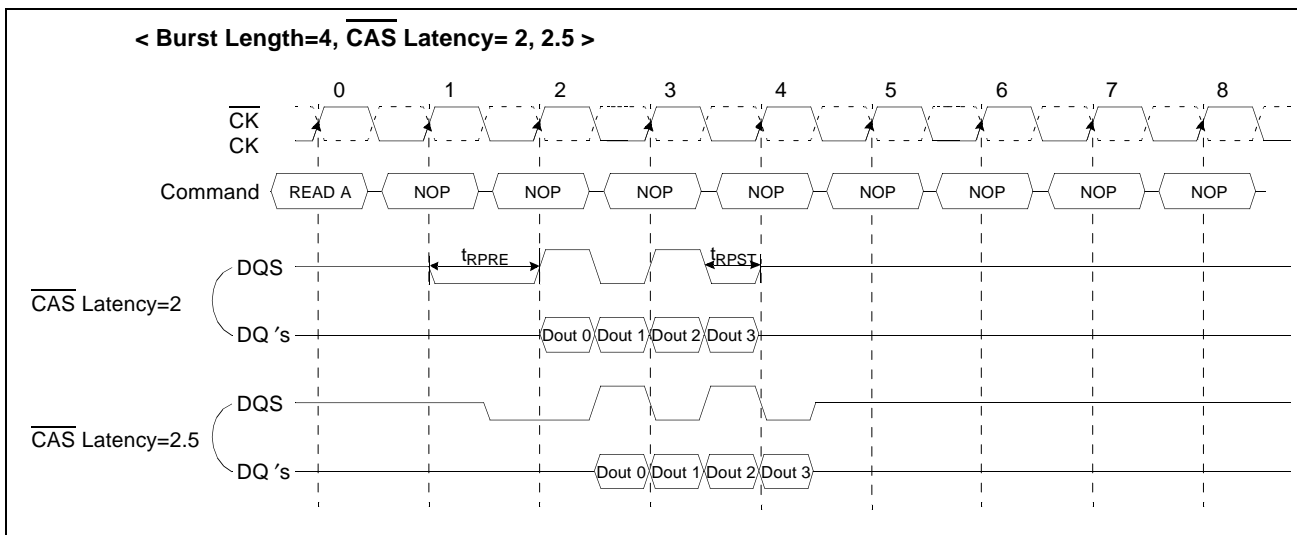 < Burst Length=4, CAS Latency= 2, 2.5 >
0 1 2 3 4 5 6 7 8
CK
CK
Command READ A NOP NOP NOP NOP NOP NOP NOP NOP
DQS tRPRE tRPST
CAS Latency=2
DQ ′s Dout 0 Dout 1 Dout 2 Dout 3
DQS
CAS Latency=2.5
DQ ′s Dout 0 Dout 1 Dout 2 Dout 3